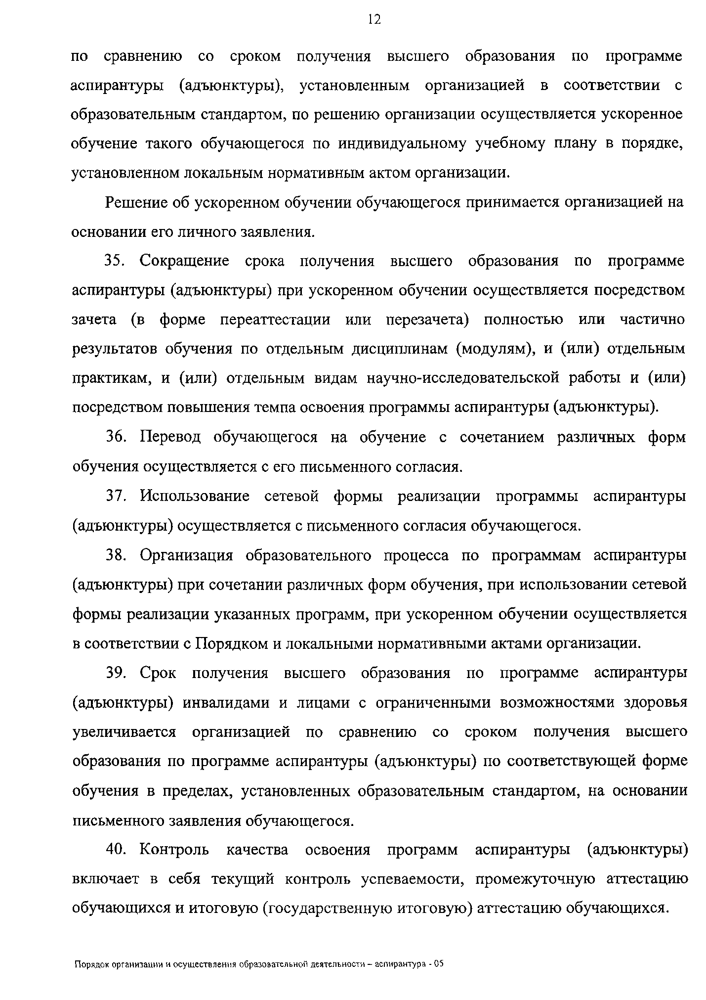 12
по сравнению со сроком получения высшего образования по программе
аспирантуры (адъюнктуры), установленным организацией в соответствии с
образовательным стандартом, по решению организации осуществляется ускоренное
обучение такого обучающегося по индивидуальному учебному плану в порядке,
установленном локальным нормативным актом организации.
Решение об ускоренном обучении обучающегося принимается организацией на
основании его личного заявления.
35. Сокращение срока получения высшего образования по программе
аспирантуры (адъюнктуры) при ускоренном обучении осуществляется посредством
зачета (в форме переаттестации или перезачета) полностью или частично
результатов обучения по отдельным дисциплинам (модулям), и (или) отдельным
практикам, и (или) отдельным видам научно-исследовательской работы и (или)
посредством повышения темпа освоения программы аспирантуры (адъюнктуры).
36. Перевод обучающегося на обучение с сочетанием различных форм
обучения осуществляется с его письменного согласия.
37. Использование сетевой формы реализации программы аспирантуры
(адъюнктуры) осуществляется с письменного согласия обучающегося.
38. Организация образовательного процесса по программам аспирантуры
(адъюнктуры) при сочетании различных форм обучения, при использовании сетевой
формы реализации указанных программ, при ускоренном обучении осуществляется
в соответствии с Порядком и локальными нормативными актами организации.
39. Срок получения высшего образования по программе аспирантуры
(адъюнктуры) инвалидами и лицами с ограниченными возможностями здоровья
увеличивается организацией по сравнению со сроком получения высшего
образования по программе аспирантуры (адъюнктуры) по соответствующей форме
обучения в пределах, установленных образовательным стандартом, на основании
письменного заявления обучающегося.
40. Контроль качества освоения программ аспирантуры (адъюнктуры)
включает в себя текущий контроль успеваемости, промежуточную аттестацию
обучающихся и итоговую (государственную итоговую) аттестацию обучающихся.
Порядок организации и осуществления образовательной деятельности – аспирантура - 05